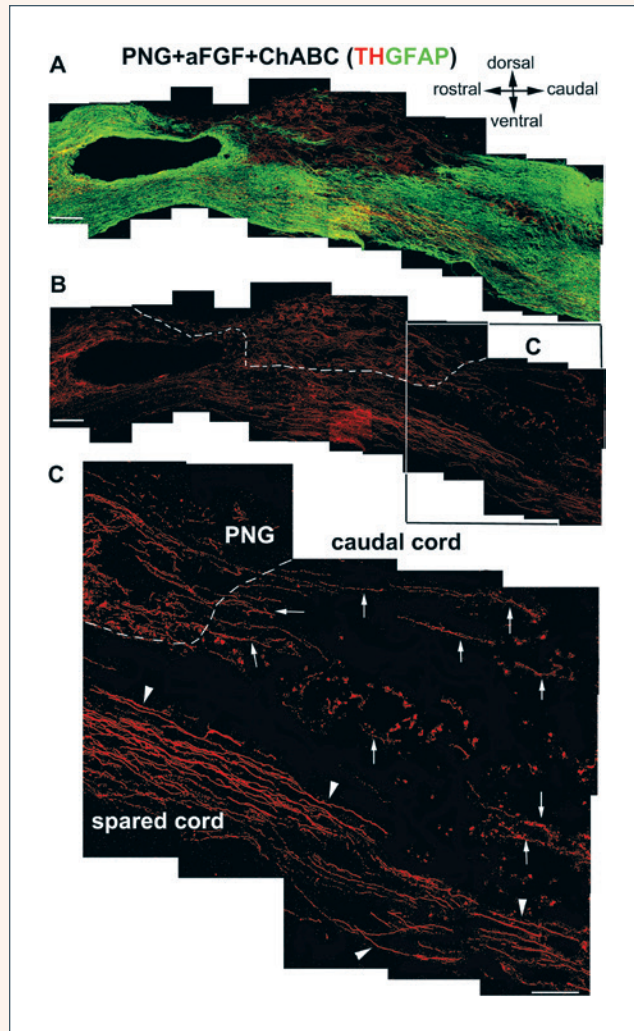 A
PNG+aFGF+ChABC (THGFAP)
dorsal
rostral caudal
ventral
B
C
C
PNG
caudal cord
spared cord